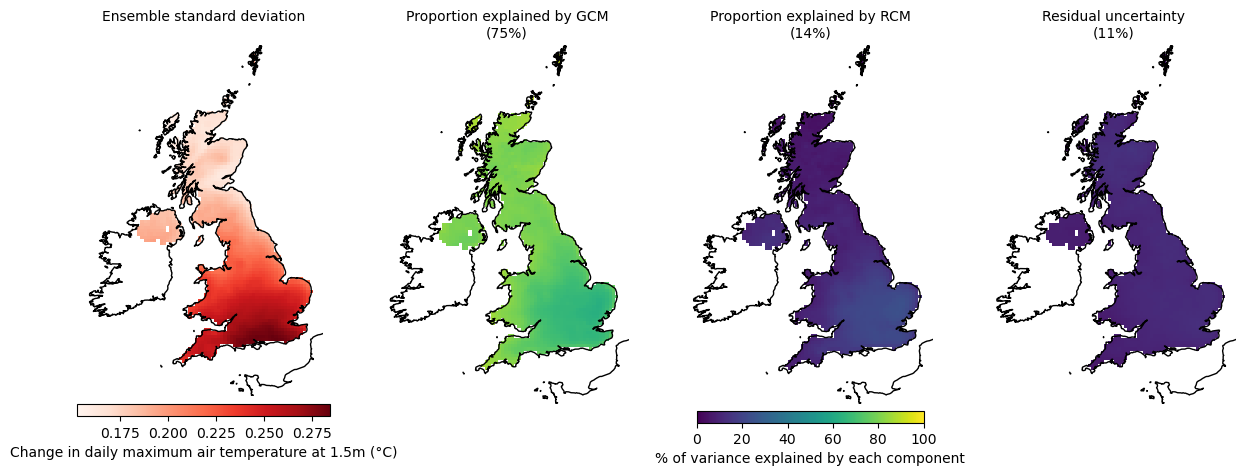 Ensemble standard deviation
Proportion explained by GCM
(75%)
Proportion explained by RCM
(14%)
Residual uncertainty
(11%)
0.175 0.200 0.225 0.250 0.275
Change in daily maximum air temperature at 1.5m (°C)
0 20 40 60 80 100
% of variance explained by each component